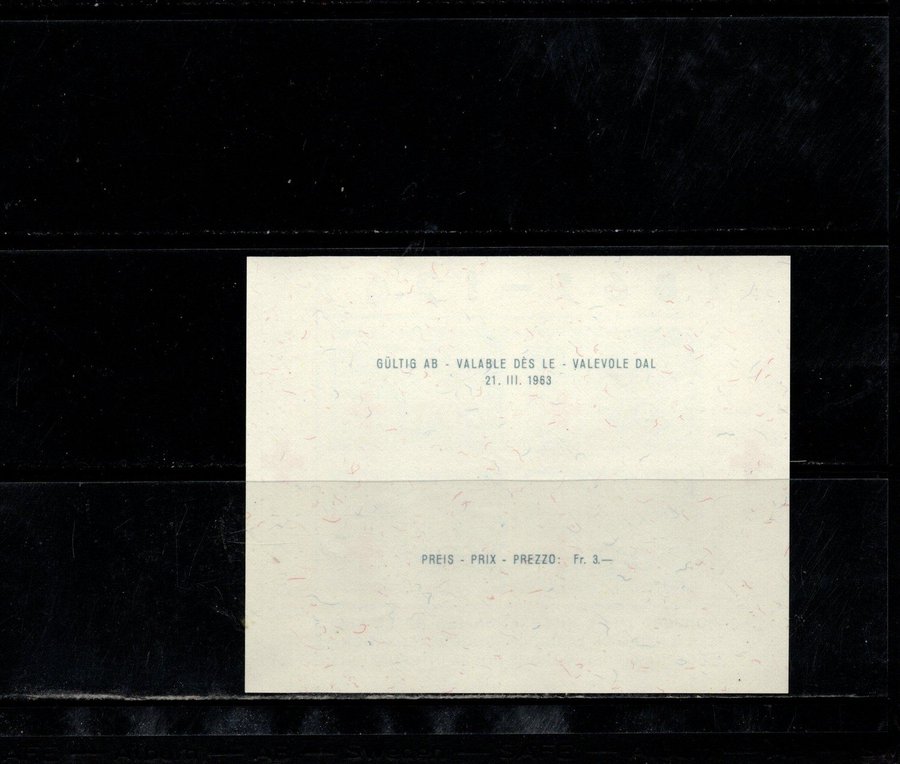 GÜLTIG AB - VALABLE DÈS LE - VALEVOLE DAL
21. III. 1963
PREIS - PRIX - PREZZO: Fr. 3.—